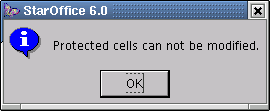 StarOffice 6.0
Protected cells can not be modified.
OK